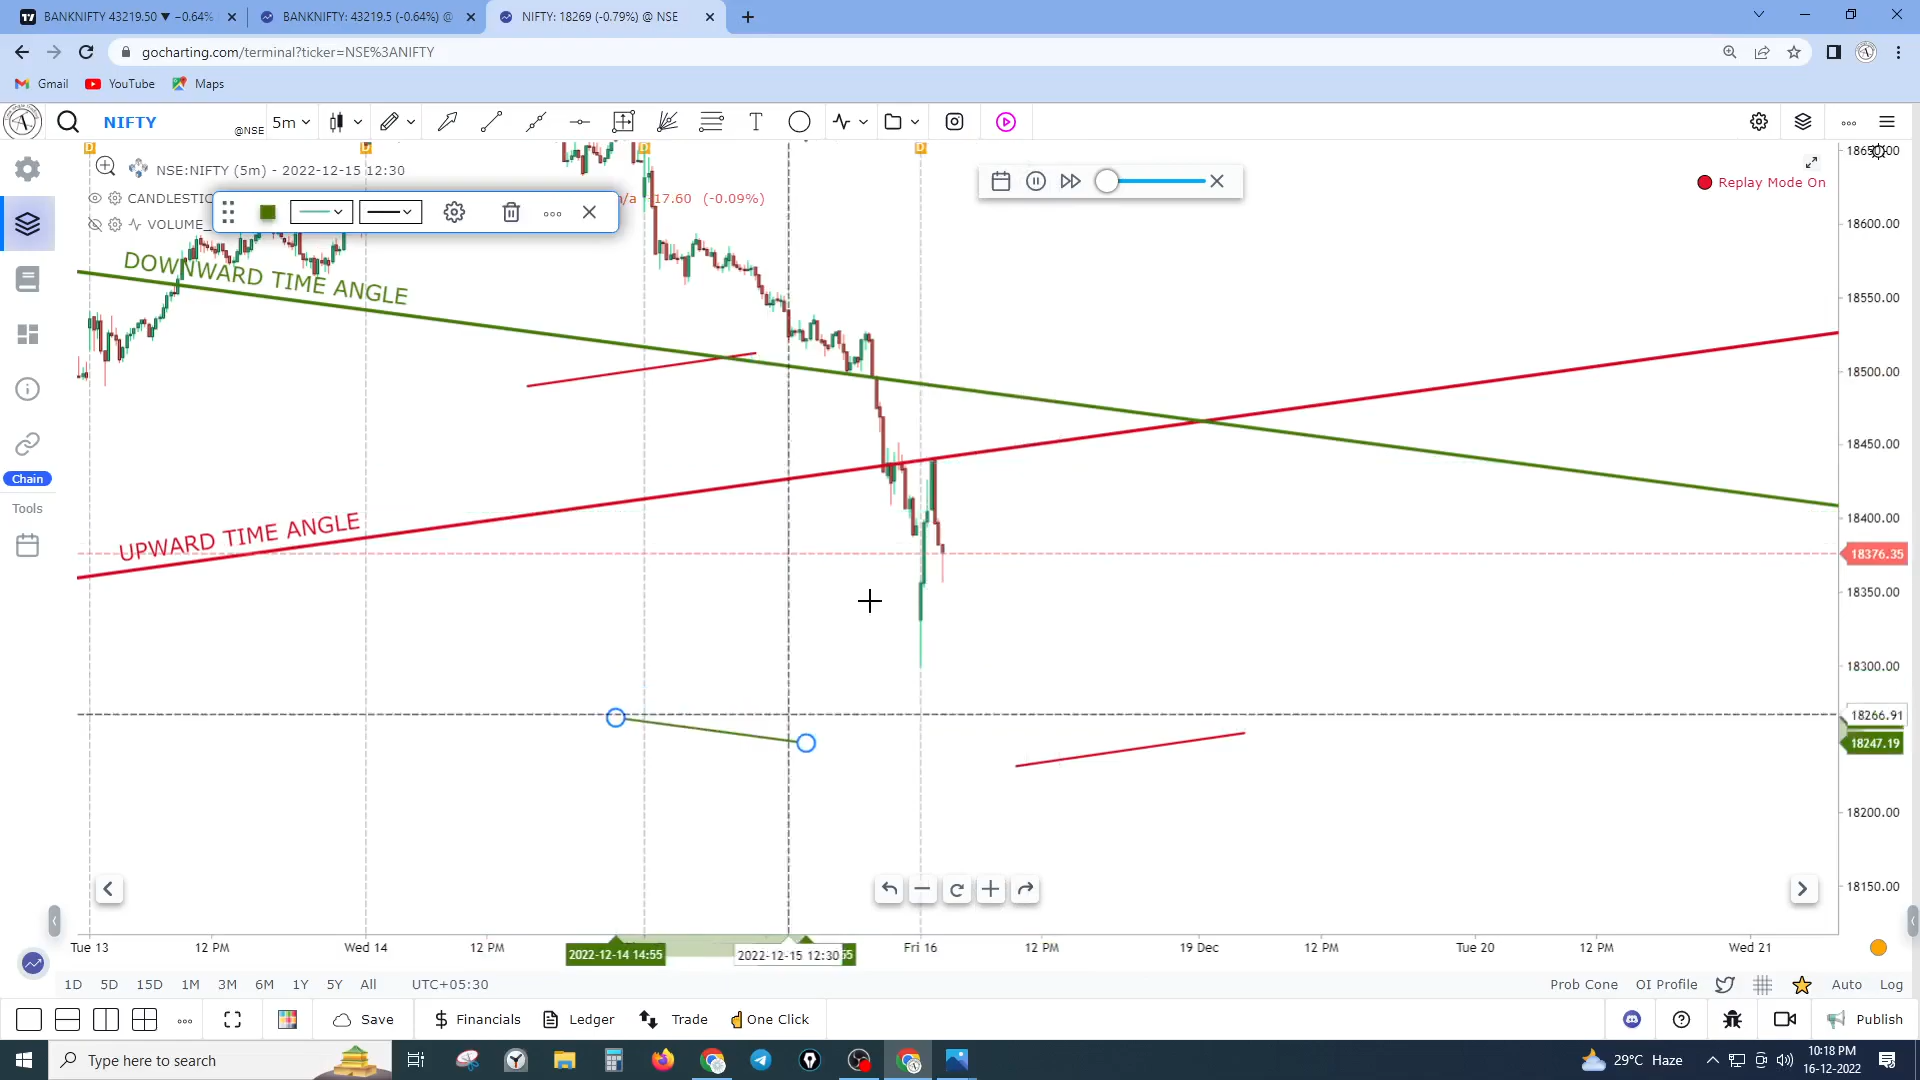 BANKNIFTY 43219.50 ▼ −0.64%
BANKNIFTY: 43219.5 (-0.64%) @
NIFTY: 18269 (-0.79%) @ NSE
gocharting.com/terminal?ticker=NSE%3ANIFTY
Gmail YouTube Maps
NIFTY @NSE 5m
NSE:NIFTY (5m) - 2022-12-15 12:30
Replay Mode On
CANDLESTIC
n/a -17.60 (-0.09%)
VOLUME_
DOWNWARD TIME ANGLE
UPWARD TIME ANGLE
18650.00
18600.00
18550.00
18500.00
18450.00
18400.00
18376.35
18350.00
18300.00
18266.91
18247.19
18200.00
18150.00
Chain
Tools
Tue 13 12 PM Wed 14 12 PM 2022-12-14 14:55 2022-12-15 12:30 55 Fri 16 12 PM 19 Dec 12 PM Tue 20 12 PM Wed 21
1D 5D 15D 1M 3M 6M 1Y 5Y All UTC+05:30 Prob Cone OI Profile Auto Log
Save Financials Ledger Trade One Click Publish
Type here to search
29°C Haze
10:18 PM
16-12-2022